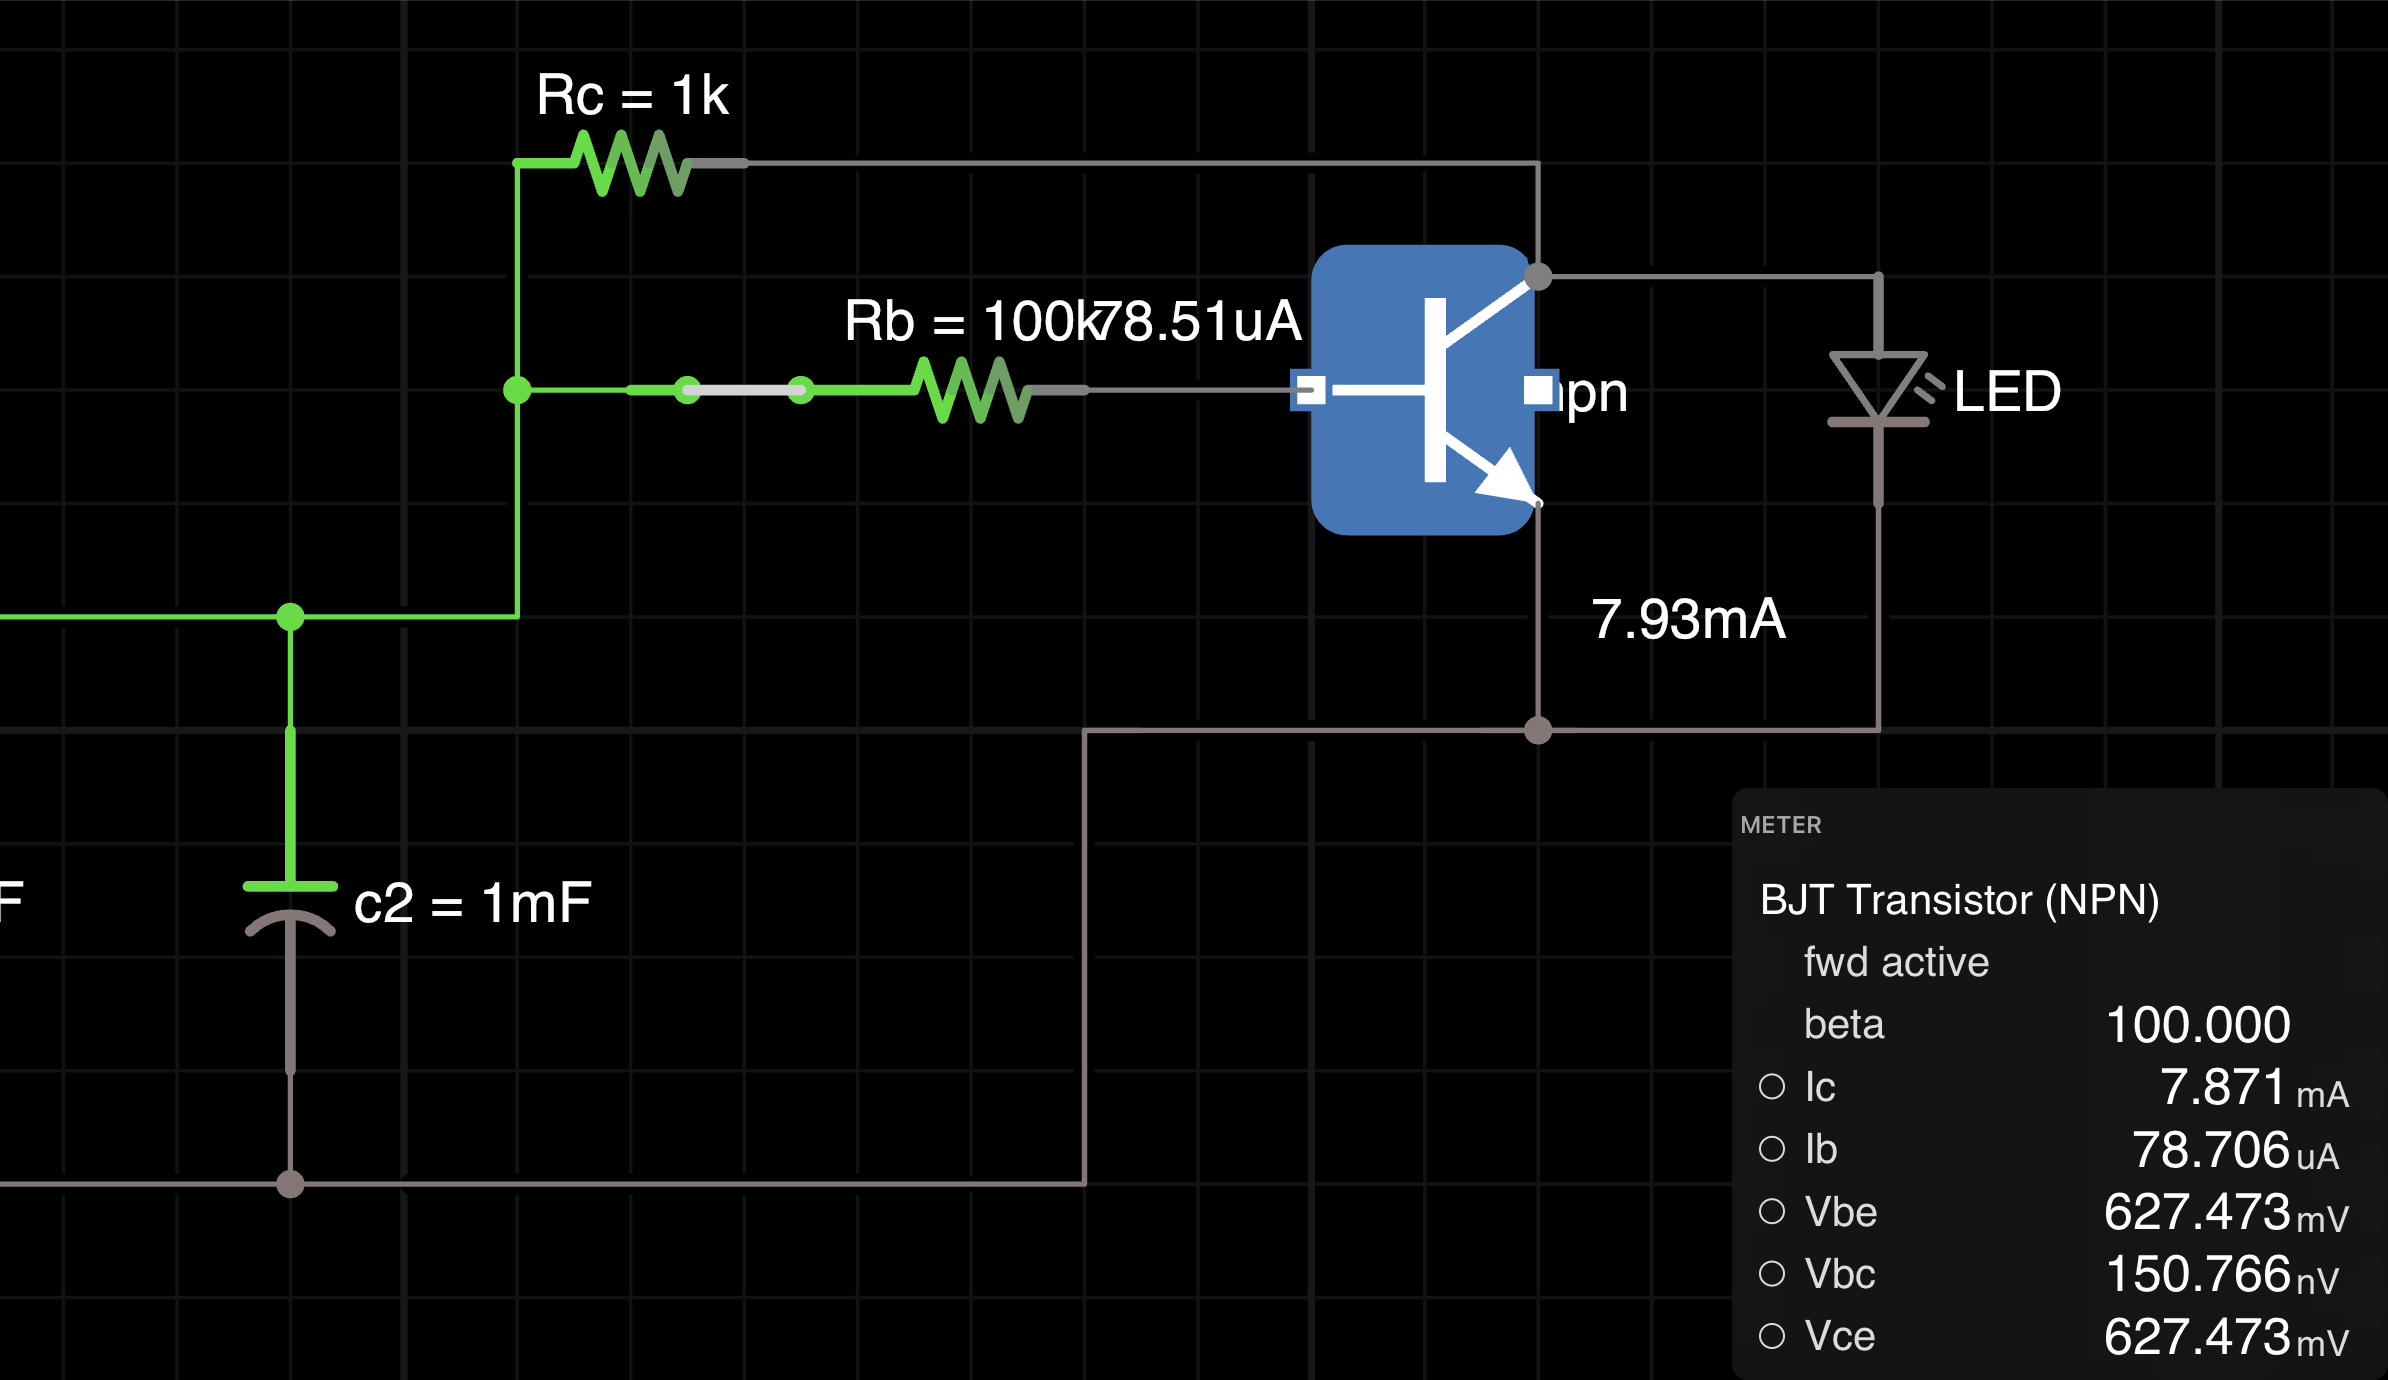 Rc = 1k
Rb = 100k
78.51uA
npn
LED
7.93mA
F
c2 = 1mF
METER
BJT Transistor (NPN)
fwd active
beta 100.000
Ic 7.871 mA
Ib 78.706 uA
Vbe 627.473 mV
Vbc 150.766 nV
Vce 627.473 mV